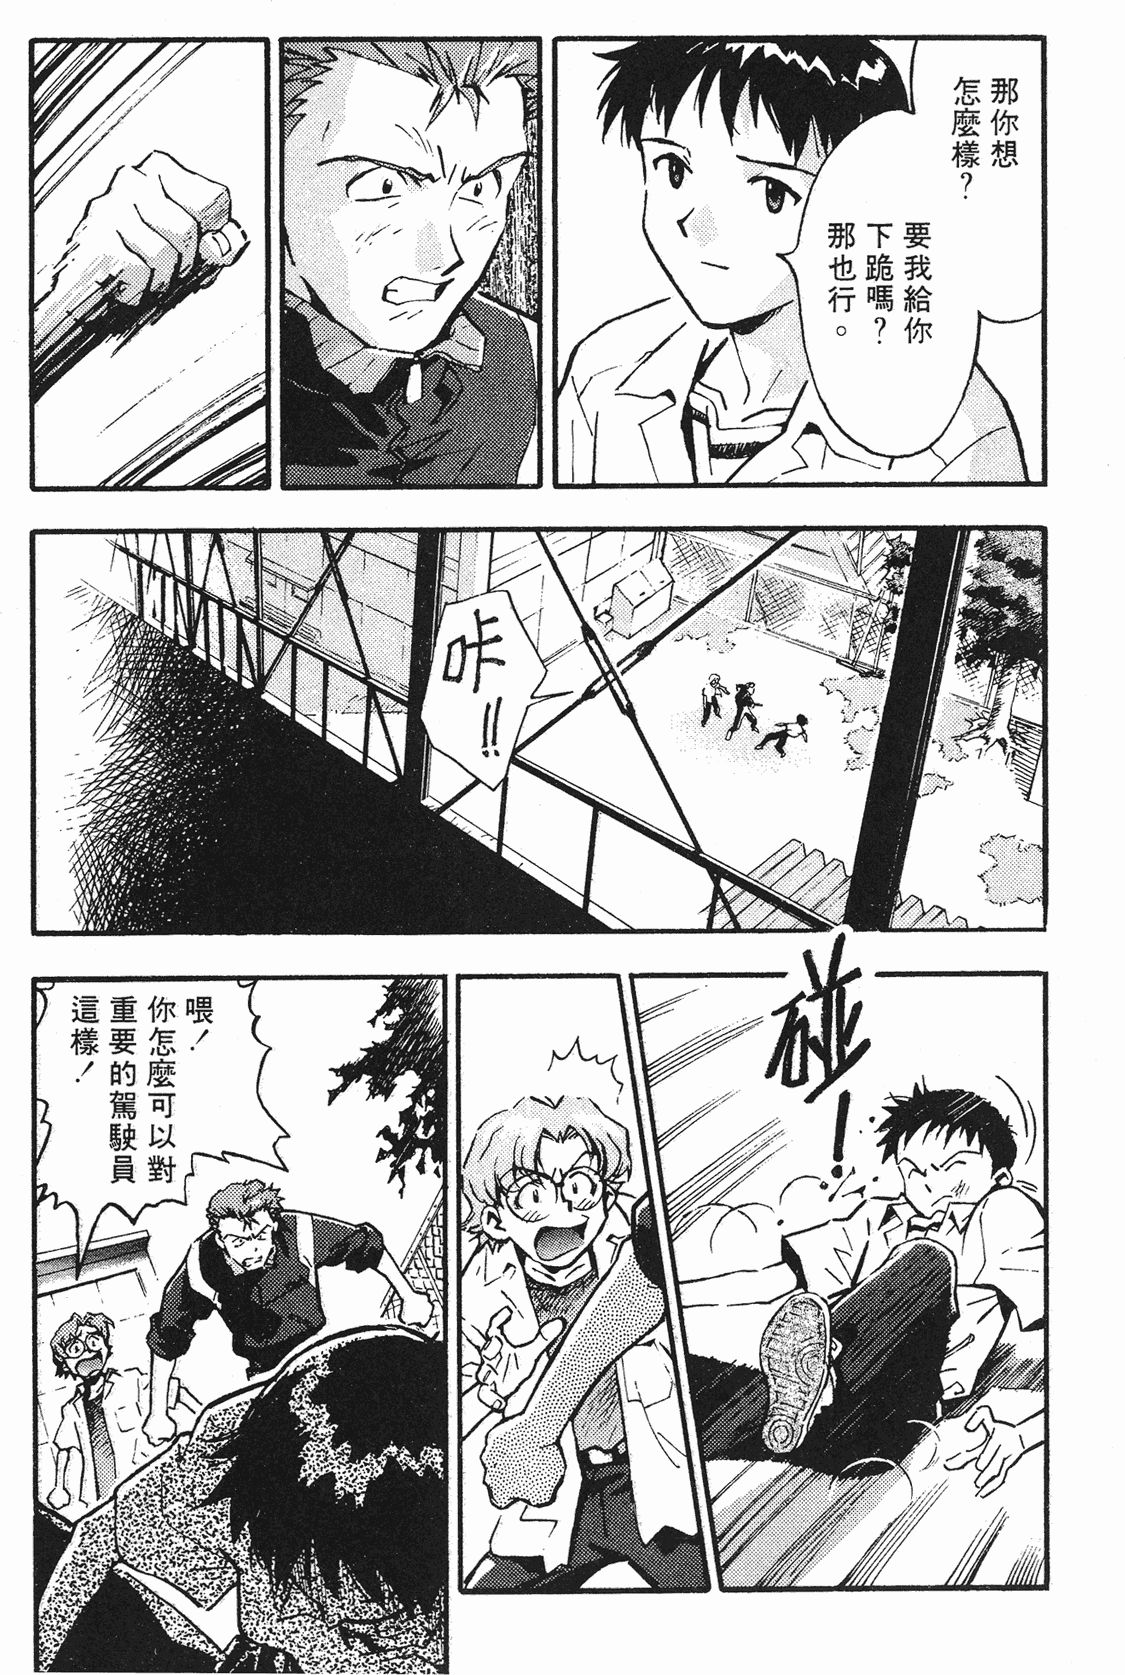 那你想
怎麼樣？
要我給你
下跪嗎？
那也行。
咔!!
碰！
喂！
你怎麼可以對
重要的駕駛員
這樣！